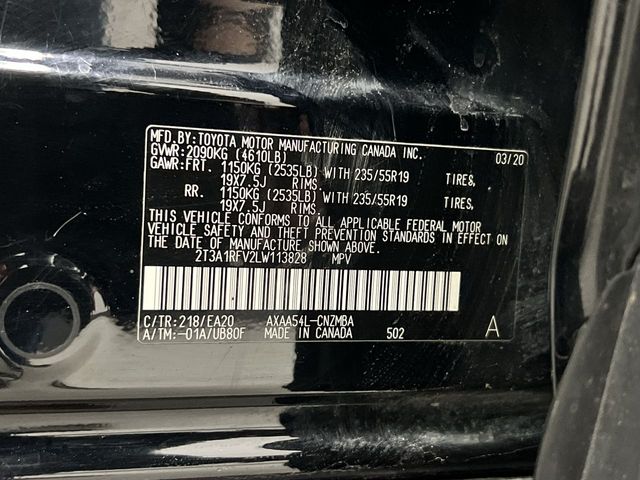 MFD. BY: TOYOTA MOTOR MANUFACTURING CANADA INC. 03/20
GVWR: 2090KG (4610LB)
GAWR: FRT. 1150KG (2535LB) WITH 235/55R19 TIRES,
19X7.5J RIMS.
RR. 1150KG (2535LB) WITH 235/55R19 TIRES,
19X7.5J RIMS.
THIS VEHICLE CONFORMS TO ALL APPLICABLE FEDERAL MOTOR
VEHICLE SAFETY AND THEFT PREVENTION STANDARDS IN EFFECT ON
THE DATE OF MANUFACTURE SHOWN ABOVE.
2T3A1RFV2LW113828 MPV
C/TR: 218/EA20 AXAA54L-CNZMBA
A/TM: -01A/UB80F MADE IN CANADA 502 A